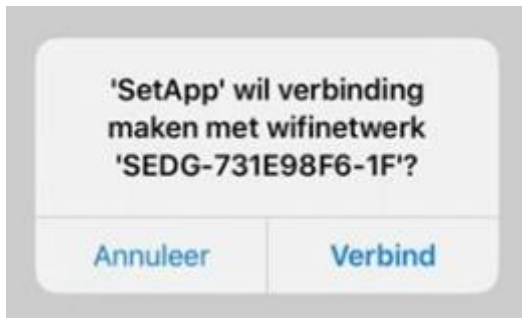 'SetApp' wil verbinding
maken met wifinetwerk
'SEDG-731E98F6-1F'?
Annuleer
Verbind